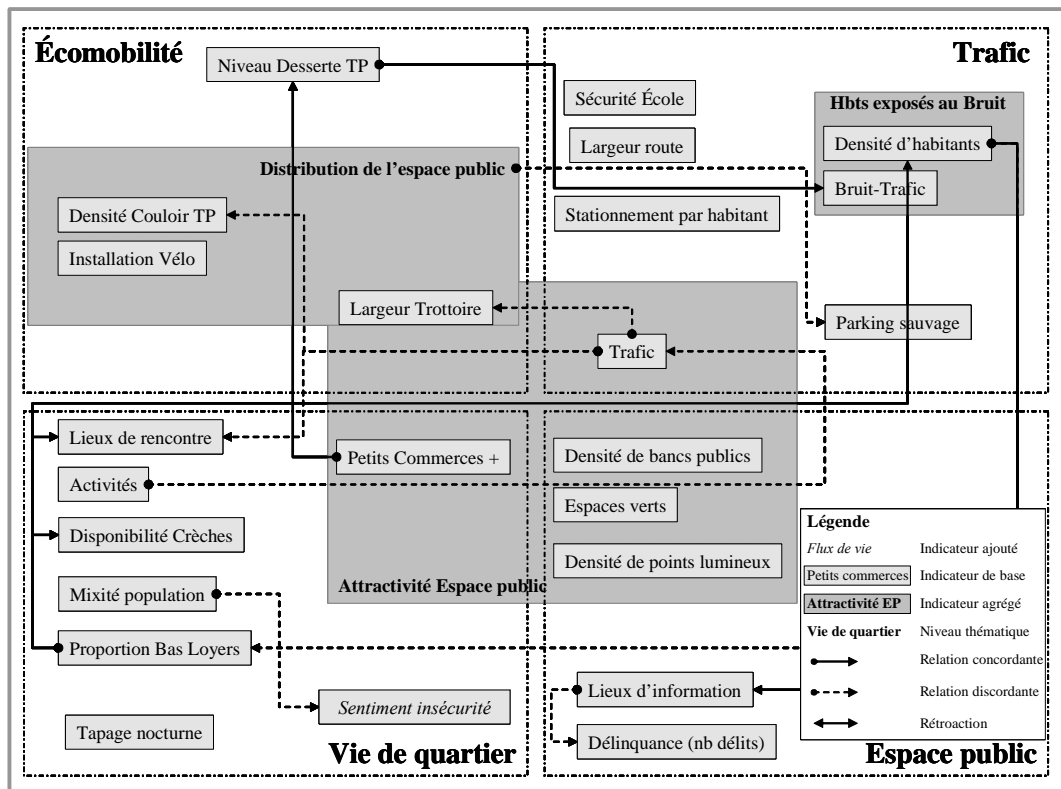 Écomobilité
Niveau Desserte TP
Distribution de l'espace public
Densité Couloir TP
Installation Vélo
Largeur Trottoire
Trafic
Sécurité École
Largeur route
Hbts exposés au Bruit
Densité d'habitants
Bruit-Trafic
Stationnement par habitant
Parking sauvage
Trafic
Lieux de rencontre
Activités
Disponibilité Crèches
Mixité population
Proportion Bas Loyers
Tapage nocturne
Petits Commerces +
Attractivité Espace public
Sentiment insécurité
Vie de quartier
Densité de bancs publics
Espaces verts
Densité de points lumineux
Lieux d'information
Délinquance (nb délits)
Espace public
Légende
Flux de vie Indicateur ajouté
Petits commerces Indicateur de base
Attractivité EP Indicateur agrégé
Vie de quartier Niveau thématique
Relation concordante
Relation discordante
Rétroaction